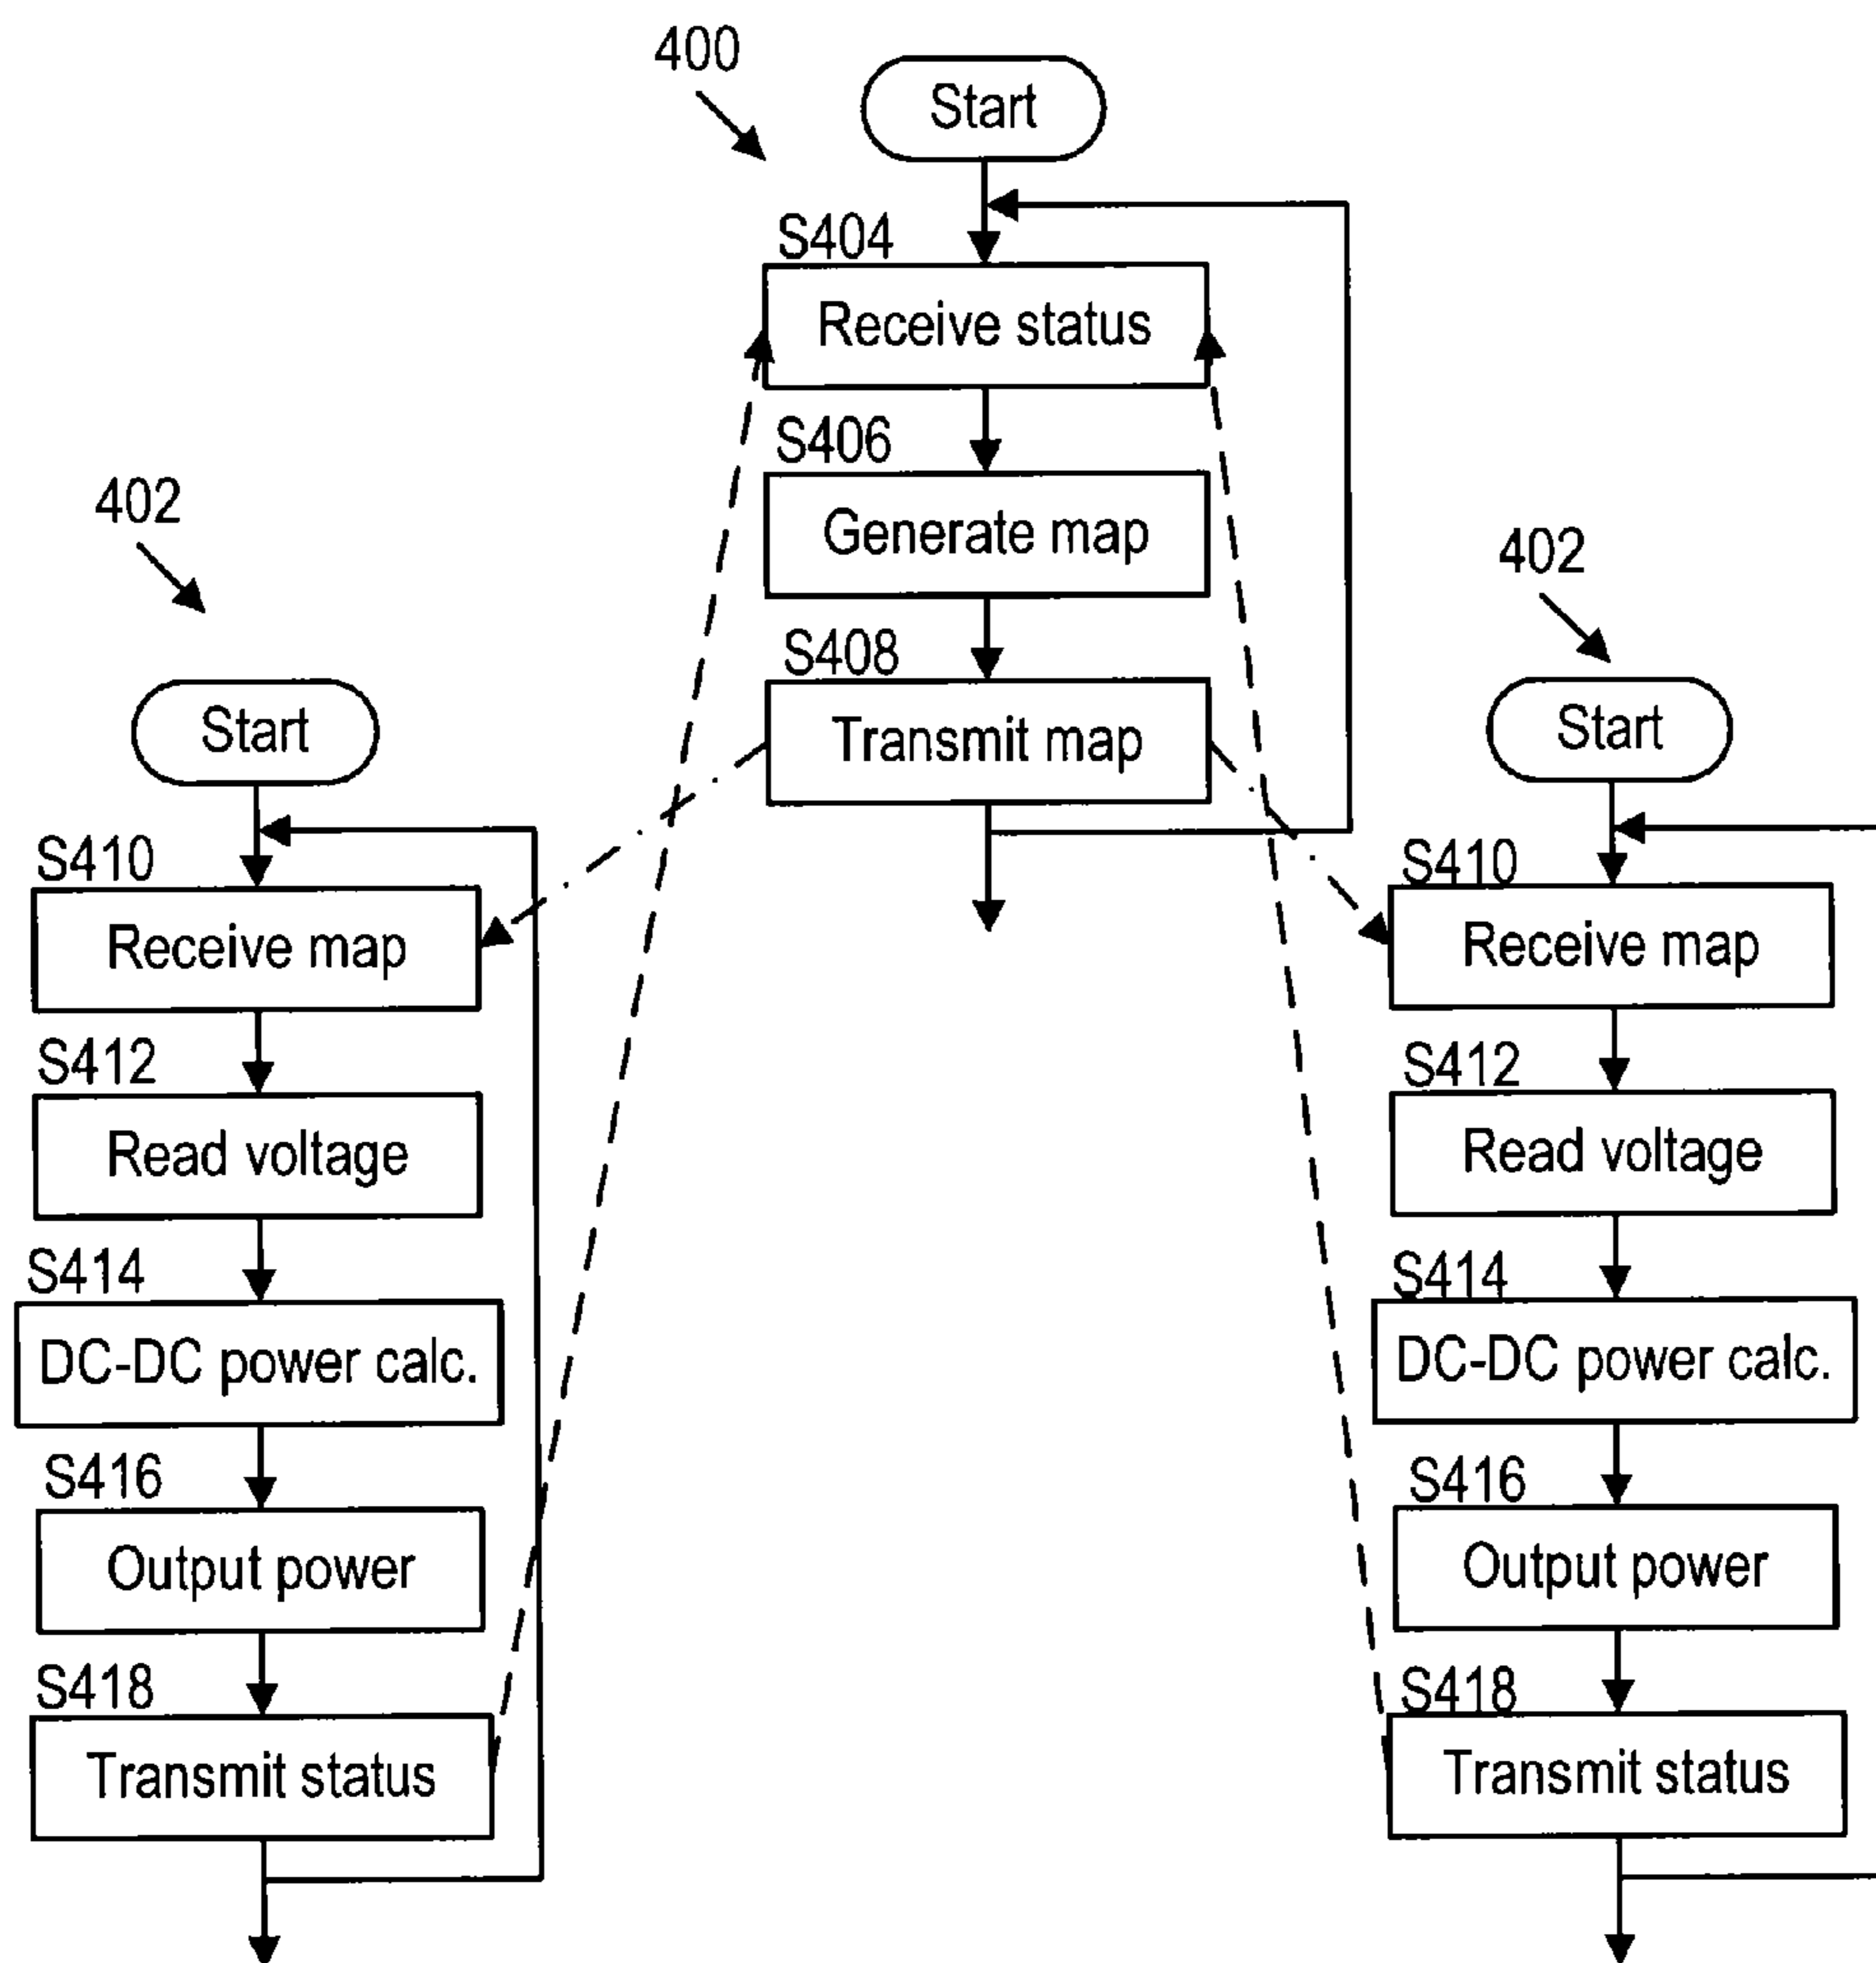 400
Start
S404
Receive status
S406
Generate map
S408
Transmit map
402
Start
S410
Receive map
S412
Read voltage
S414
DC-DC power calc.
S416
Output power
S418
Transmit status
402
Start
S410
Receive map
S412
Read voltage
S414
DC-DC power calc.
S416
Output power
S418
Transmit status